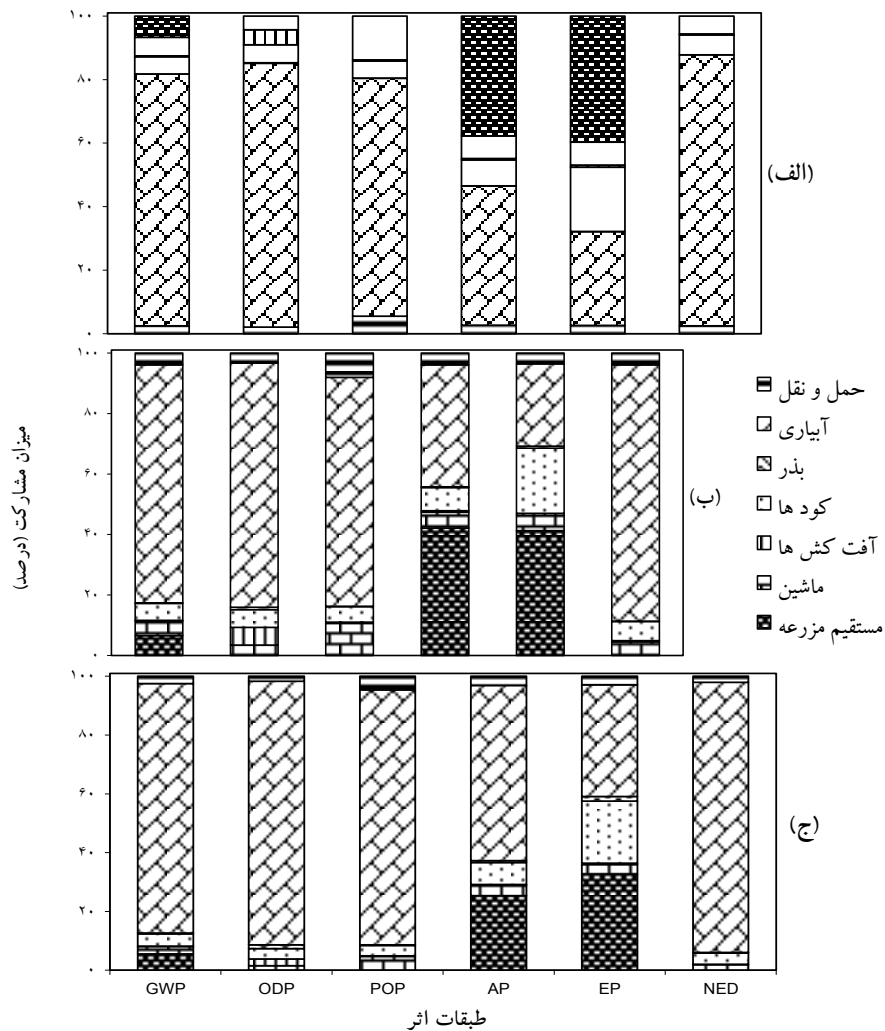 ۱۰۰
۸۰
۶۰
۴۰
۲۰
۰
(الف)
۱۰۰
۸۰
۶۰
۴۰
۲۰
۰
(ب)
میزان مشارکت (درصد)
حمل و نقل
آبیاری
بذر
کود ها
آفت کش ها
ماشین
مستقیم مزرعه
۱۰۰
۸۰
۶۰
۴۰
۲۰
۰
(ج)
GWP ODP POP AP EP NED
طبقات اثر